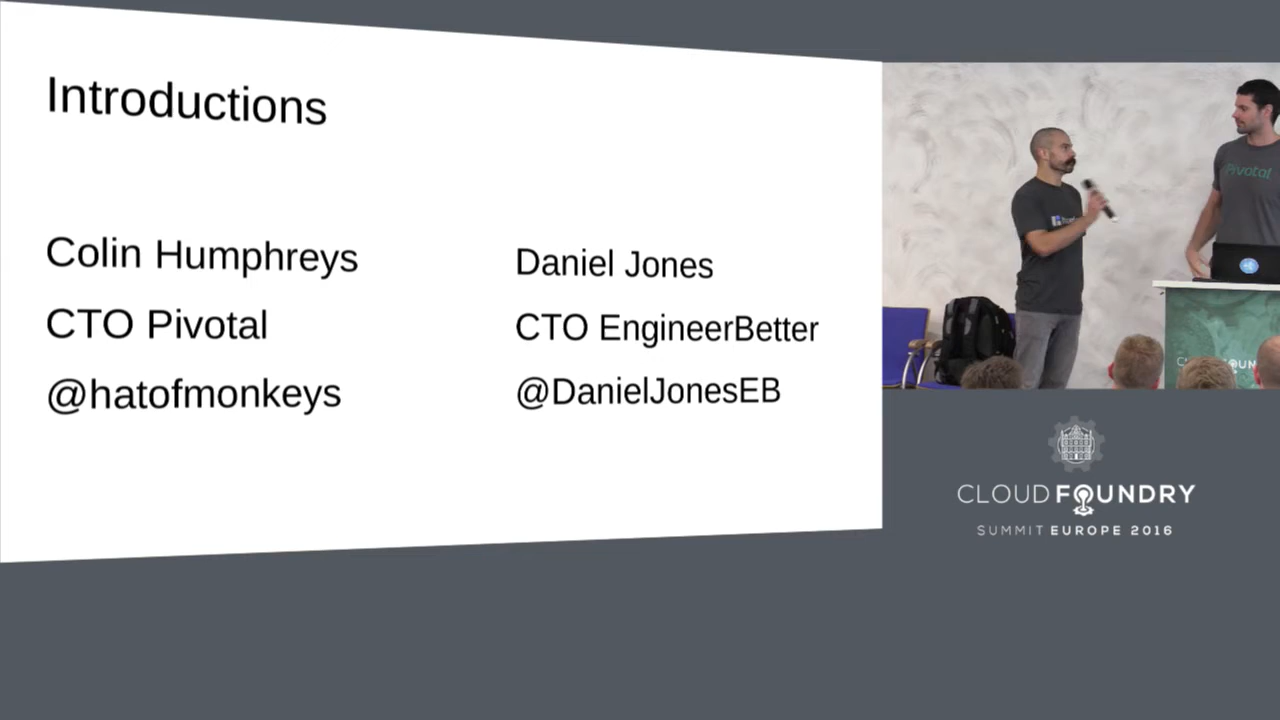 Introductions
Colin Humphreys
CTO Pivotal
@hatofmonkeys
Daniel Jones
CTO EngineerBetter
@DanielJonesEB
Pivotal
CLOUD FOUNDRY
SUMMIT EUROPE 2016